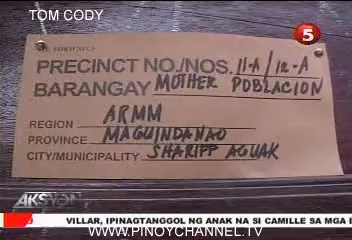 TOM CODY
5
PRECINCT NO./NOS. 11-A/12-A
BARANGAY MOTHER POBLACION
REGION ARMM
PROVINCE MAGUINDANAO
CITY/MUNICIPALITY SHARIFF AGUAK
AKSYON
VILLAR, IPINAGTANGGOL NG ANAK NA SI CAMILLE SA MGA
WWW.PINOYCHANNEL.TV